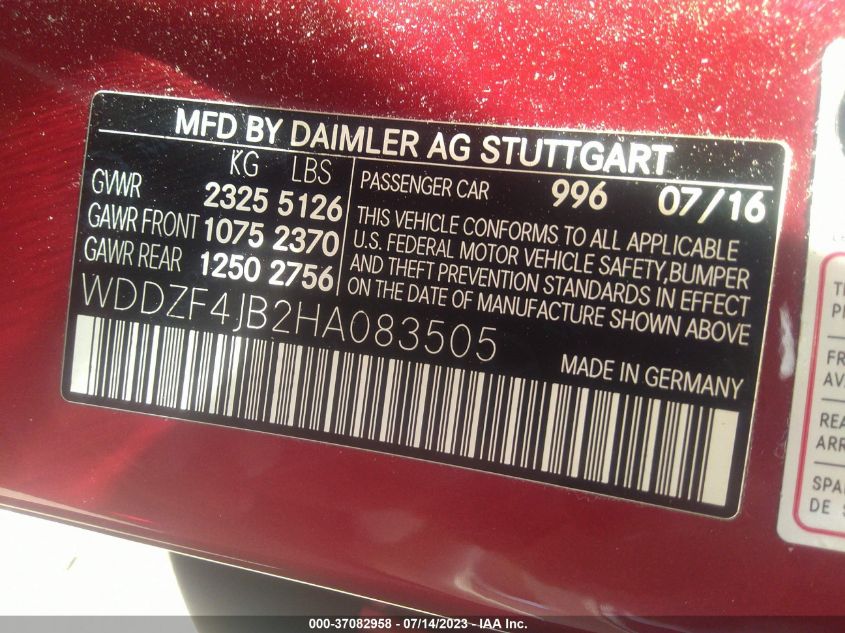 MFD BY DAIMLER AG STUTTGART
KG LBS
GVWR 2325 5126
GAWR FRONT 1075 2370
GAWR REAR 1250 2756
PASSENGER CAR 996 07/16
THIS VEHICLE CONFORMS TO ALL APPLICABLE
U.S. FEDERAL MOTOR VEHICLE SAFETY,BUMPER
AND THEFT PREVENTION STANDARDS IN EFFECT
ON THE DATE OF MANUFACTURE SHOWN ABOVE.
WDDZF4JB2HA083505
MADE IN GERMANY
DE
000-37082958 - 07/14/2023 - IAA Inc.